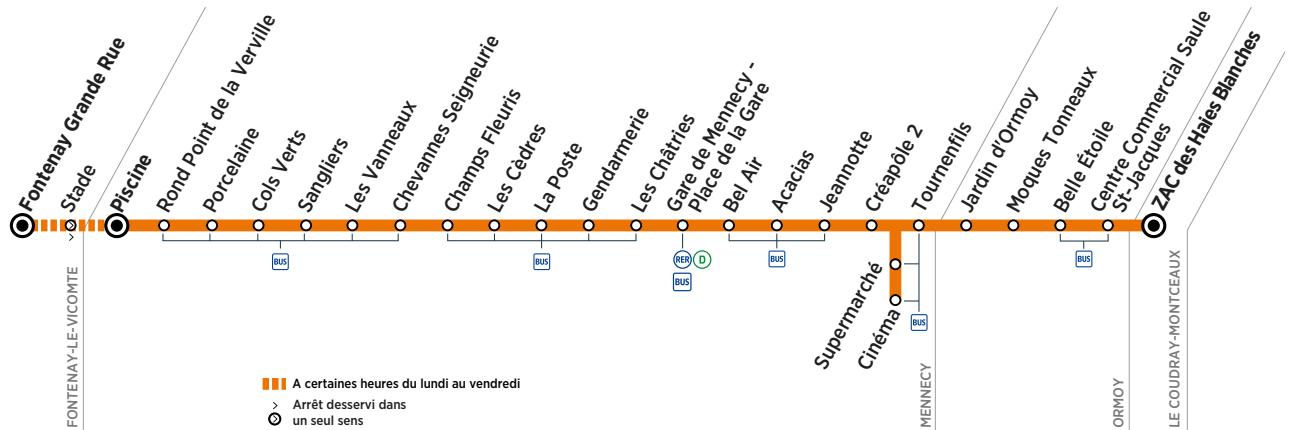 Fontenay Grande Rue
Stade
Piscine
Rond Point de la Verville
Porcelaine
Cols Verts
Sangliers
Les Vanneaux
Chevannes Seigneurie
Champs Fleuris
Les Cèdres
La Poste
Gendarmerie
Les Châtries
Gare de Mennecy -
Place de la Gare
Bel Air
Acacias
Jeannotte
Créapôle 2
Tournenfils
Jardin d'Ormoy
Moques Tonneaux
Belle Étoile
Centre Commercial Saule
St-Jacques
ZAC des Haies Blanches
BUS
BUS
RER D
BUS
BUS
BUS
Supermarché
Cinéma
BUS
FONTENAY-LE-VICOMTE
MENNECY
ORMOY
LE COUDRAY-MONTCEAUX
A certaines heures du lundi au vendredi
Arrêt desservi dans
un seul sens